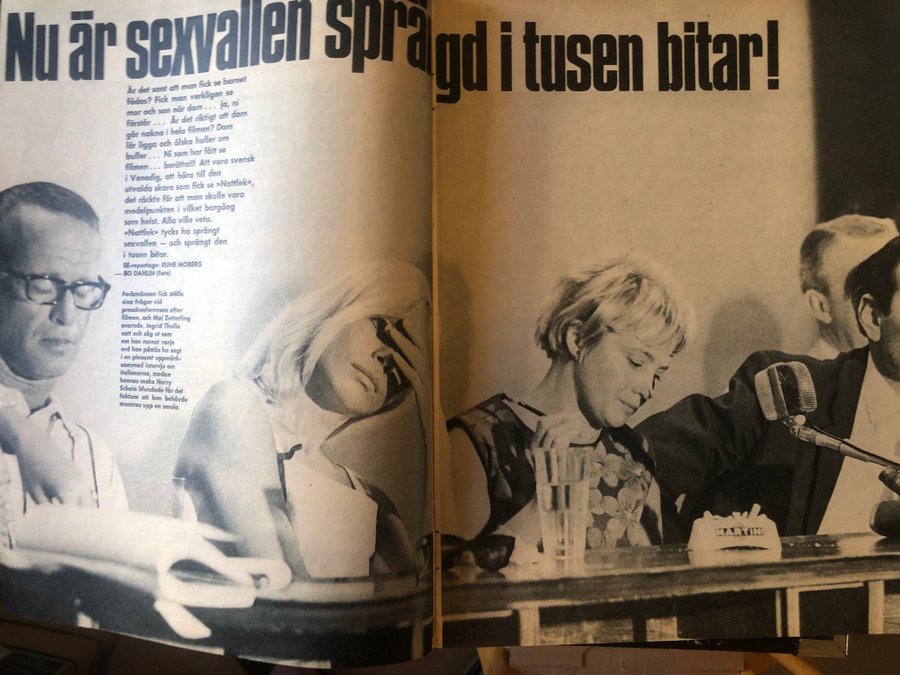 Nu är sexvallen sprängd i tusen bitar!
Är det sant att man fick se barnet
födas? Fick man verkligen se
mor och son när dom . . . ja, ni
förstår . . . Är det riktigt att dom
går nakna i hela filmen? Dom
lär ligga och älska huller om
buller . . . Ni som har fått se
filmen . . . berätta!!! Att vara svensk
i Venedig, att höra till den
utvalda skara som fick se »Nattlek»,
det räckte för att man skulle vara
medelpunkten i vilket borgäng
som helst. Alla ville veta.
»Nattlek» tycks ha sprängt
sexvallen — och sprängt den
i tusen bitar.
SE-reportage: RUNE MOBERG
— BO DAHLIN (foto)
Fackmännen fick ställa
sina frågor vid
presskonferensen efter
filmen, och Mai Zetterling
svarade. Ingrid Thulin
satt och såg ut som
om hon menat varje
ord hon påstås ha sagt
i en pinsamt uppmärk-
sammad intervju om
italienarna, medan
hennes make Harry
Schein blundade för det
faktum att hon behövde
muntras upp en smula.
MARTINI